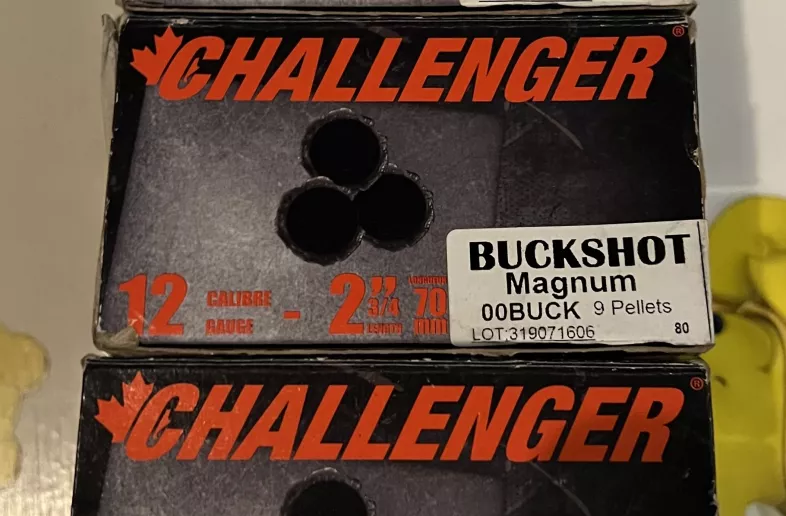 CHALLENGER®
12 CALIBRE GAUGE - 2 3/4" LENGTH LONGUEUR 70 mm
BUCKSHOT
Magnum
00BUCK 9 Pellets
LOT:319071606 80
CHALLENGER®